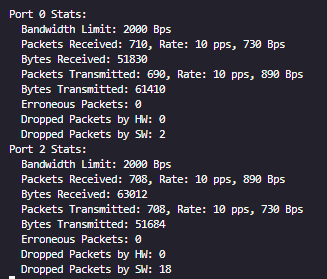 Port 0 Stats:
Bandwidth Limit: 2000 Bps
Packets Received: 710, Rate: 10 pps, 730 Bps
Bytes Received: 51830
Packets Transmitted: 690, Rate: 10 pps, 890 Bps
Bytes Transmitted: 61410
Erroneous Packets: 0
Dropped Packets by HW: 0
Dropped Packets by SW: 2
Port 2 Stats:
Bandwidth Limit: 2000 Bps
Packets Received: 708, Rate: 10 pps, 890 Bps
Bytes Received: 63012
Packets Transmitted: 708, Rate: 10 pps, 730 Bps
Bytes Transmitted: 51684
Erroneous Packets: 0
Dropped Packets by HW: 0
Dropped Packets by SW: 18